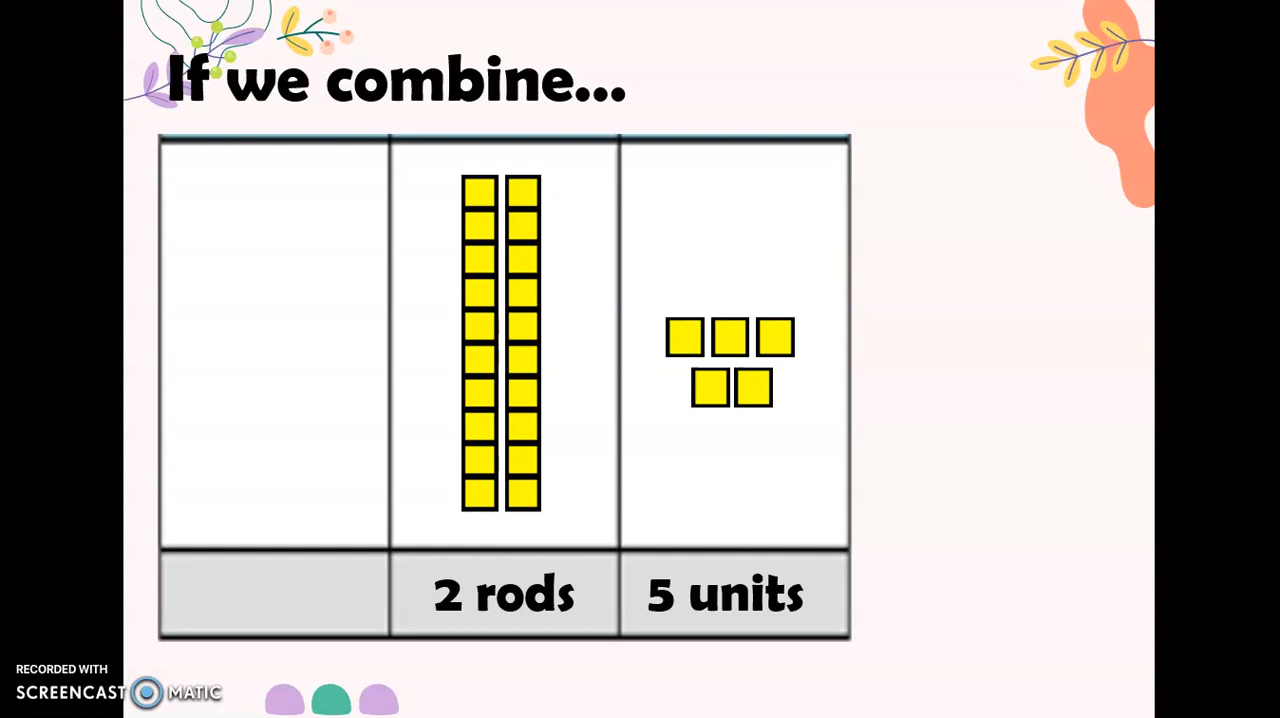 If we combine...
2 rods
5 units
RECORDED WITH
SCREENCAST MATIC